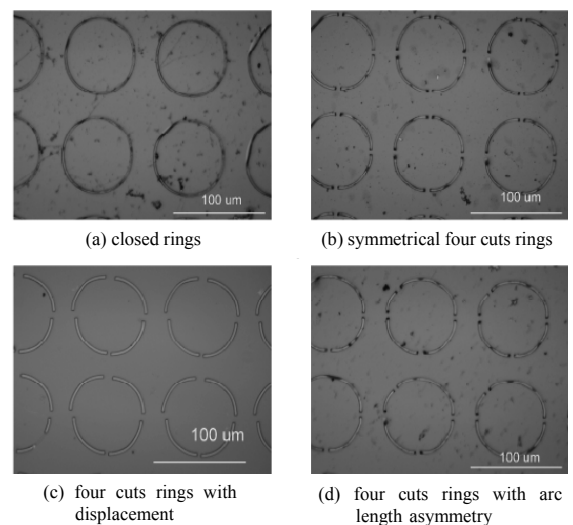 100 um
100 um
(a) closed rings
(b) symmetrical four cuts rings
100 um
100 um
(c) four cuts rings with
displacement
(d) four cuts rings with arc
length asymmetry